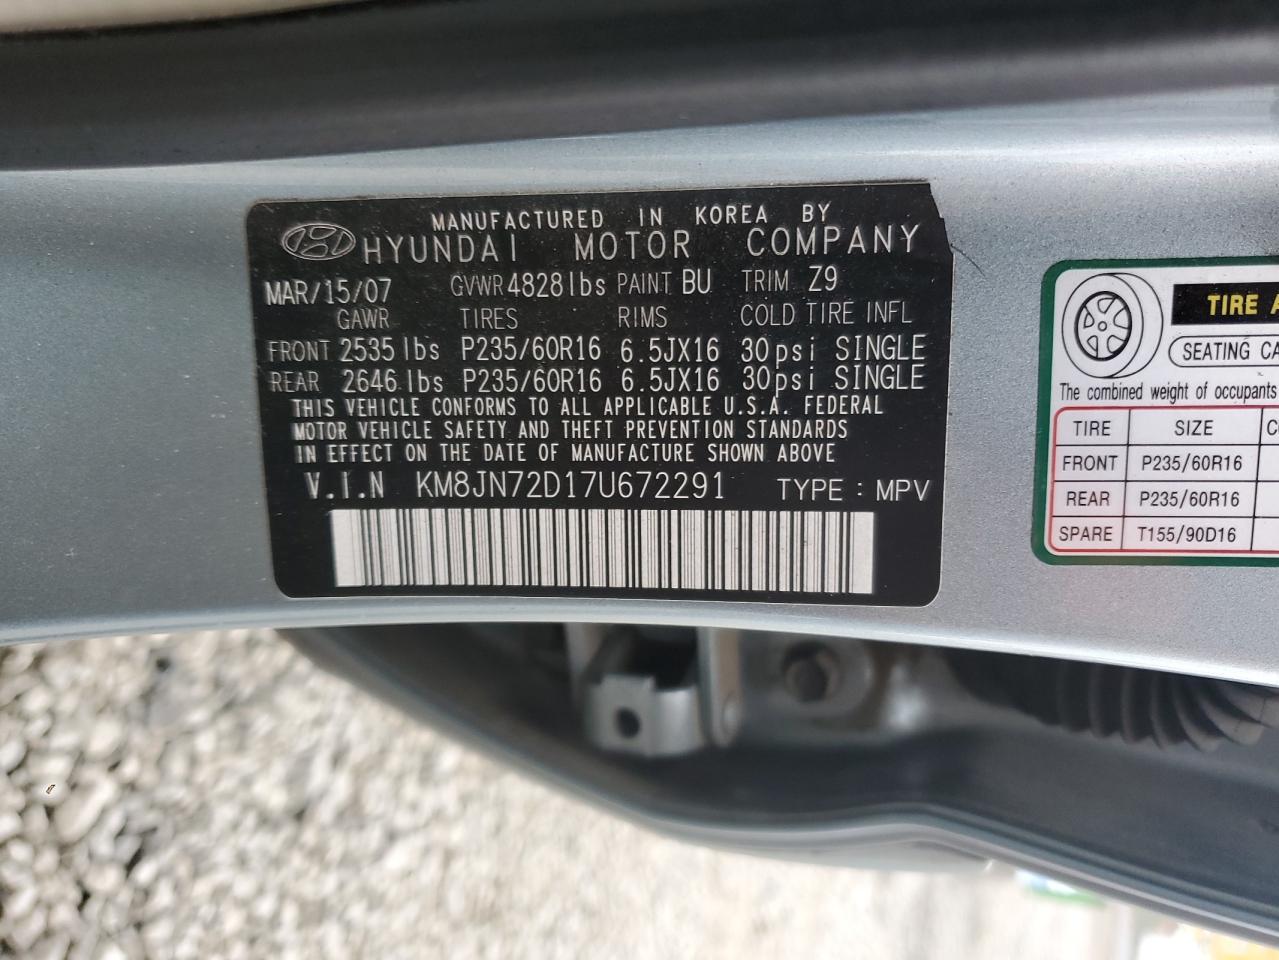 MANUFACTURED IN KOREA BY
HYUNDAI MOTOR COMPANY
MAR/15/07 GVWR 4828lbs PAINT BU TRIM Z9
GAWR TIRES RIMS COLD TIRE INFL
FRONT 2535 lbs P235/60R16 6.5JX16 30psi SINGLE
REAR 2646 lbs P235/60R16 6.5JX16 30psi SINGLE
THIS VEHICLE CONFORMS TO ALL APPLICABLE U.S.A. FEDERAL
MOTOR VEHICLE SAFETY AND THEFT PREVENTION STANDARDS
IN EFFECT ON THE DATE OF MANUFACTURE SHOWN ABOVE
V.I.N KM8JN72D17U672291 TYPE : MPV
TIRE A
SEATING CA
The combined weight of occupants
TIRE SIZE CO
FRONT P235/60R16
REAR P235/60R16
SPARE T155/90D16